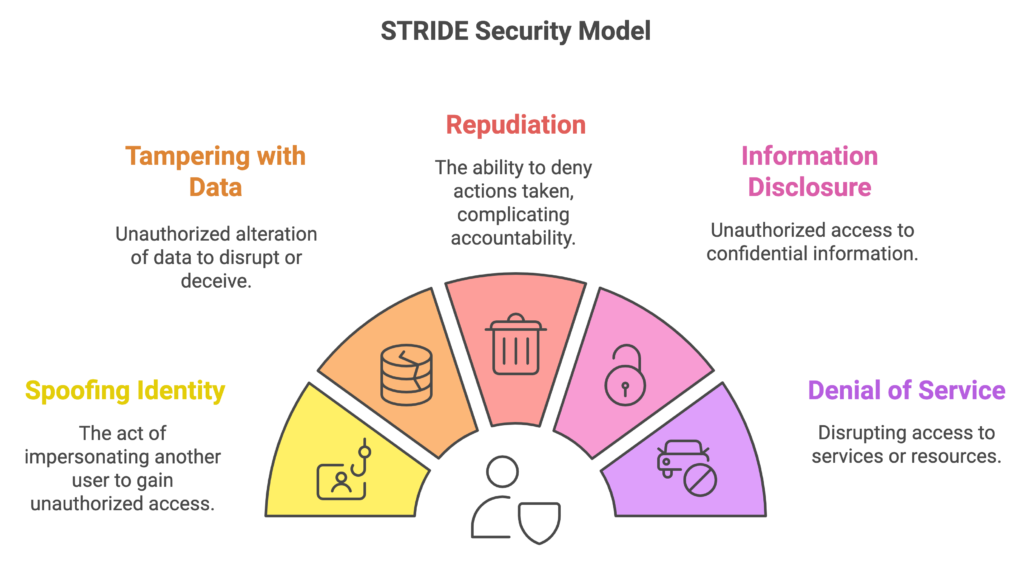 STRIDE Security Model
Repudiation
The ability to deny
actions taken,
complicating
accountability.
Tampering with
Data
Unauthorized alteration
of data to disrupt or
deceive.
Information
Disclosure
Unauthorized access to
confidential information.
Spoofing Identity
The act of
impersonating another
user to gain
unauthorized access.
Denial of Service
Disrupting access to
services or resources.